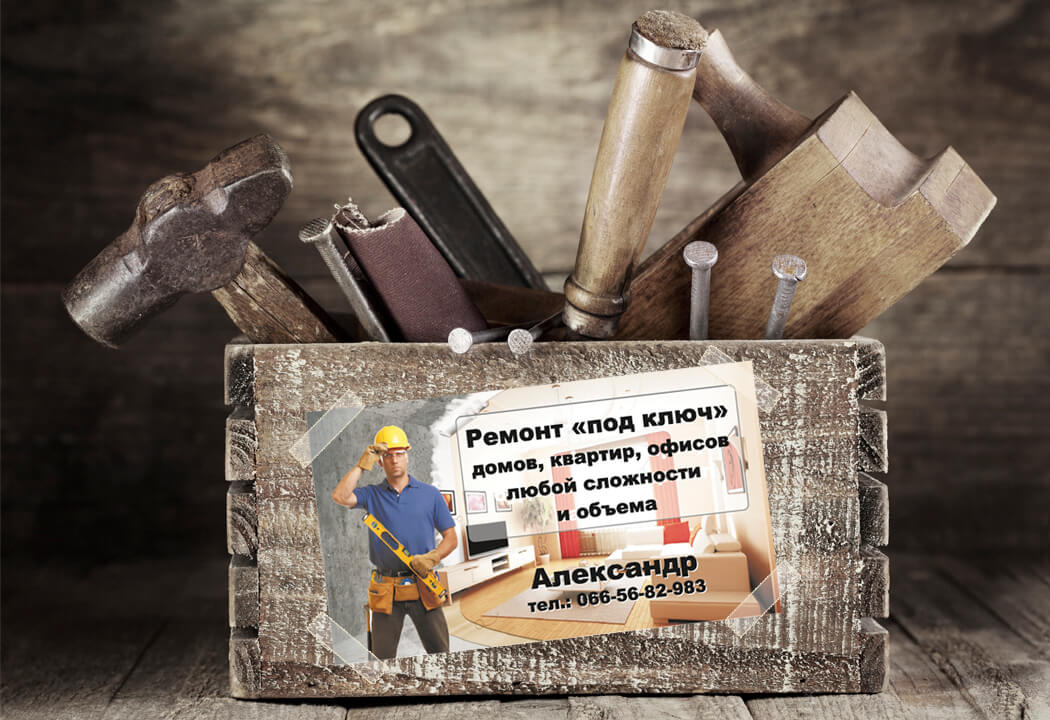 Ремонт «под ключ»
домов, квартир, офисов
любой сложности
и объема
Александр
тел.: 066-56-82-983